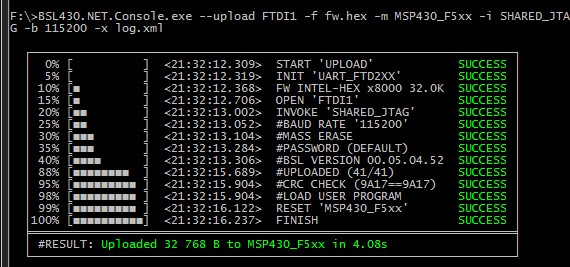 F:\>BSL430.NET.Console.exe --upload FTDI1 -f fw.hex -m MSP430_F5xx -i SHARED_JTA
G -b 115200 -x log.xml
0% [ ] <21:32:12.309> START 'UPLOAD' SUCCESS
5% [ ] <21:32:12.319> INIT 'UART_FTD2XX' SUCCESS
10% [■ ] <21:32:12.368> FW INTEL-HEX x8000 32.0K SUCCESS
15% [■ ] <21:32:12.706> OPEN 'FTDI1' SUCCESS
20% [■■ ] <21:32:13.002> INVOKE 'SHARED_JTAG' SUCCESS
25% [■■ ] <21:32:13.052> #BAUD RATE '115200' SUCCESS
30% [■■■ ] <21:32:13.104> #MASS ERASE SUCCESS
35% [■■■ ] <21:32:13.284> #PASSWORD (DEFAULT) SUCCESS
40% [■■■■ ] <21:32:13.306> #BSL VERSION 00.05.04.52 SUCCESS
88% [■■■■■■■■ ] <21:32:15.689> #UPLOADED (41/41) SUCCESS
95% [■■■■■■■■■ ] <21:32:15.904> #CRC CHECK (9A17==9A17) SUCCESS
98% [■■■■■■■■■ ] <21:32:15.904> #LOAD USER PROGRAM SUCCESS
99% [■■■■■■■■■ ] <21:32:16.122> RESET 'MSP430_F5xx' SUCCESS
100% [■■■■■■■■■■] <21:32:16.237> FINISH SUCCESS
#RESULT: Uploaded 32 768 B to MSP430_F5xx in 4.08s